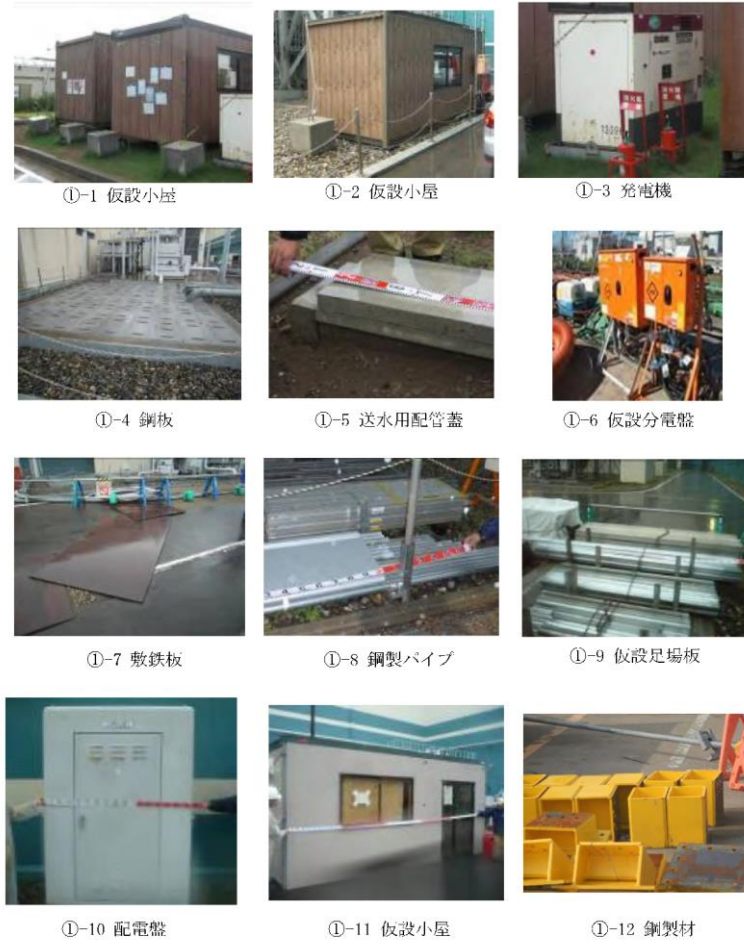 ①-1 仮設小屋
①-2 仮設小屋
①-3 発電機
①-4 鋼板
①-5 送水用配管蓋
①-6 仮設分電盤
①-7 敷鉄板
①-8 鋼製パイプ
①-9 仮設足場板
①-10 配電盤
①-11 仮設小屋
①-12 鋼製材